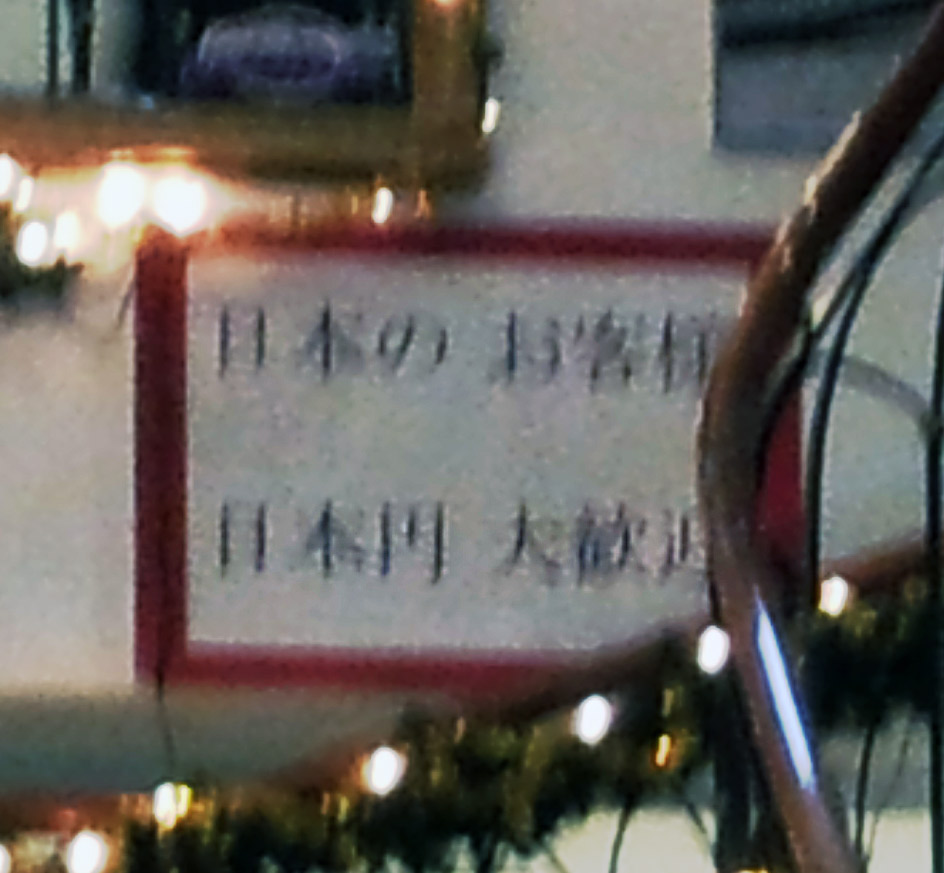 日本の お客様
日本円 大歓迎